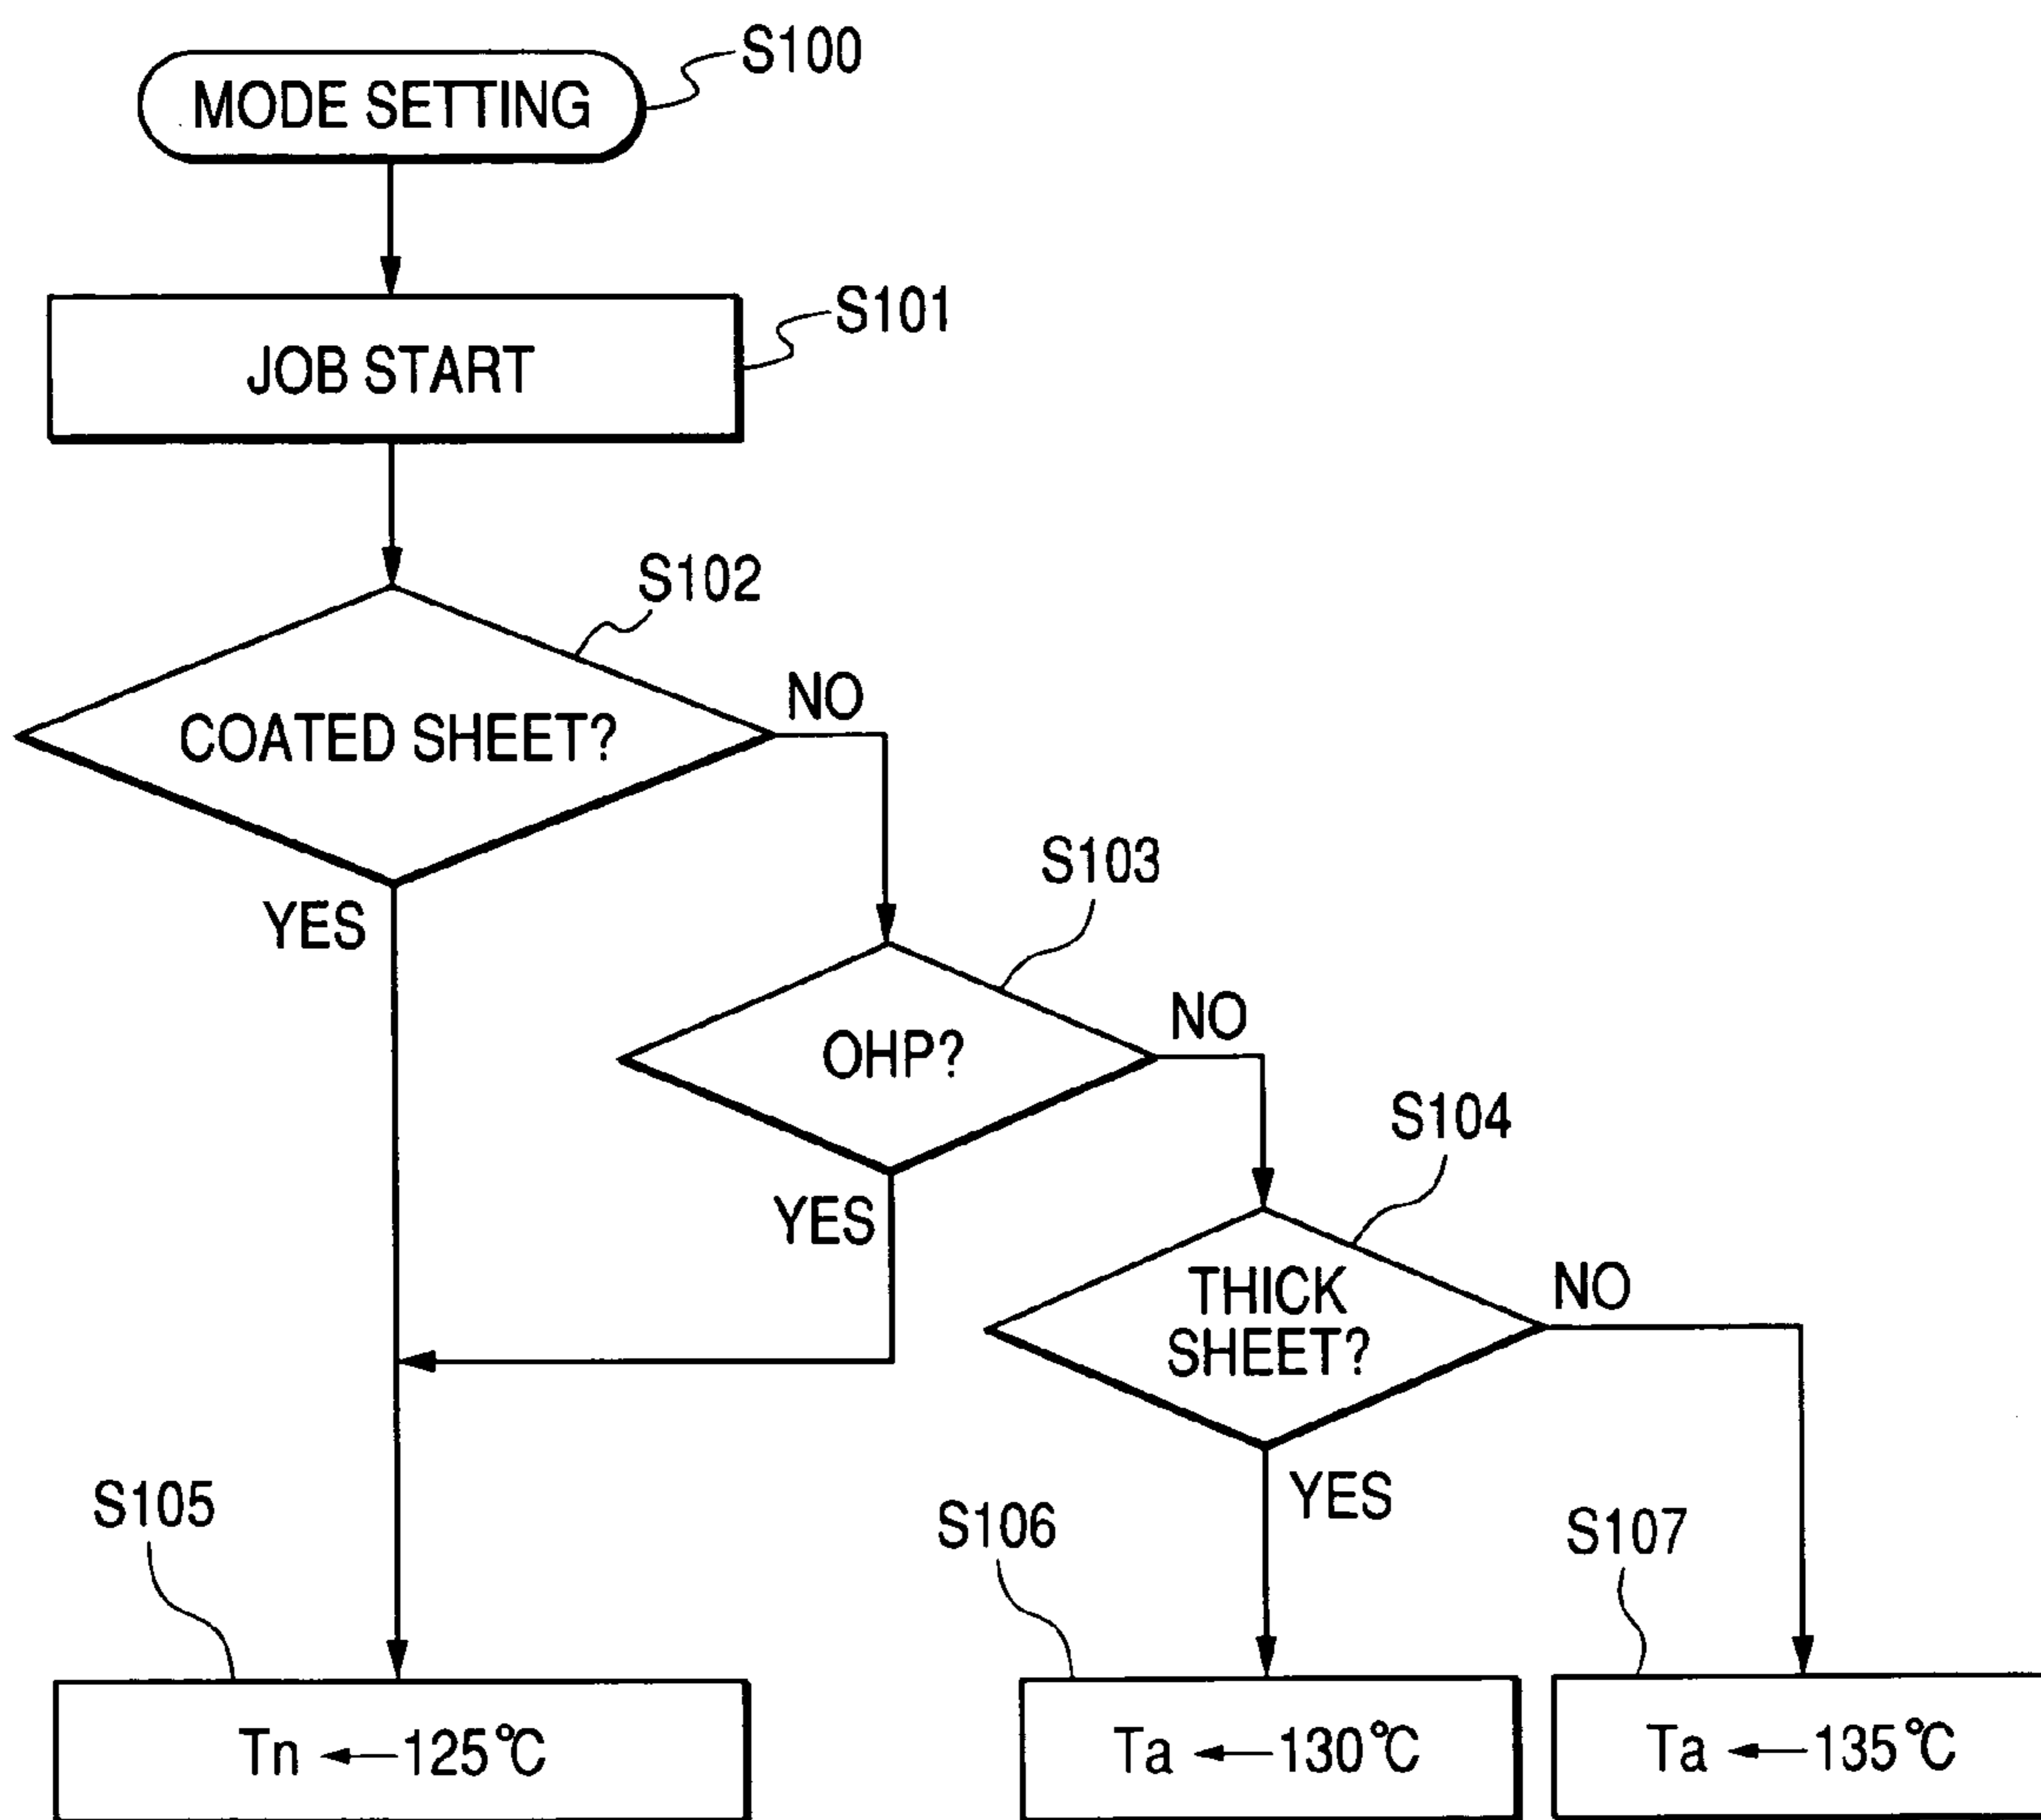 S100
MODE SETTING
S101
JOB START
S102
NO
COATED SHEET?
YES
S103
NO
OHP?
YES
S104
THICK
SHEET?
NO
YES
S105
S106
S107
Tn ←125℃
Ta ←130℃
Ta ←135℃